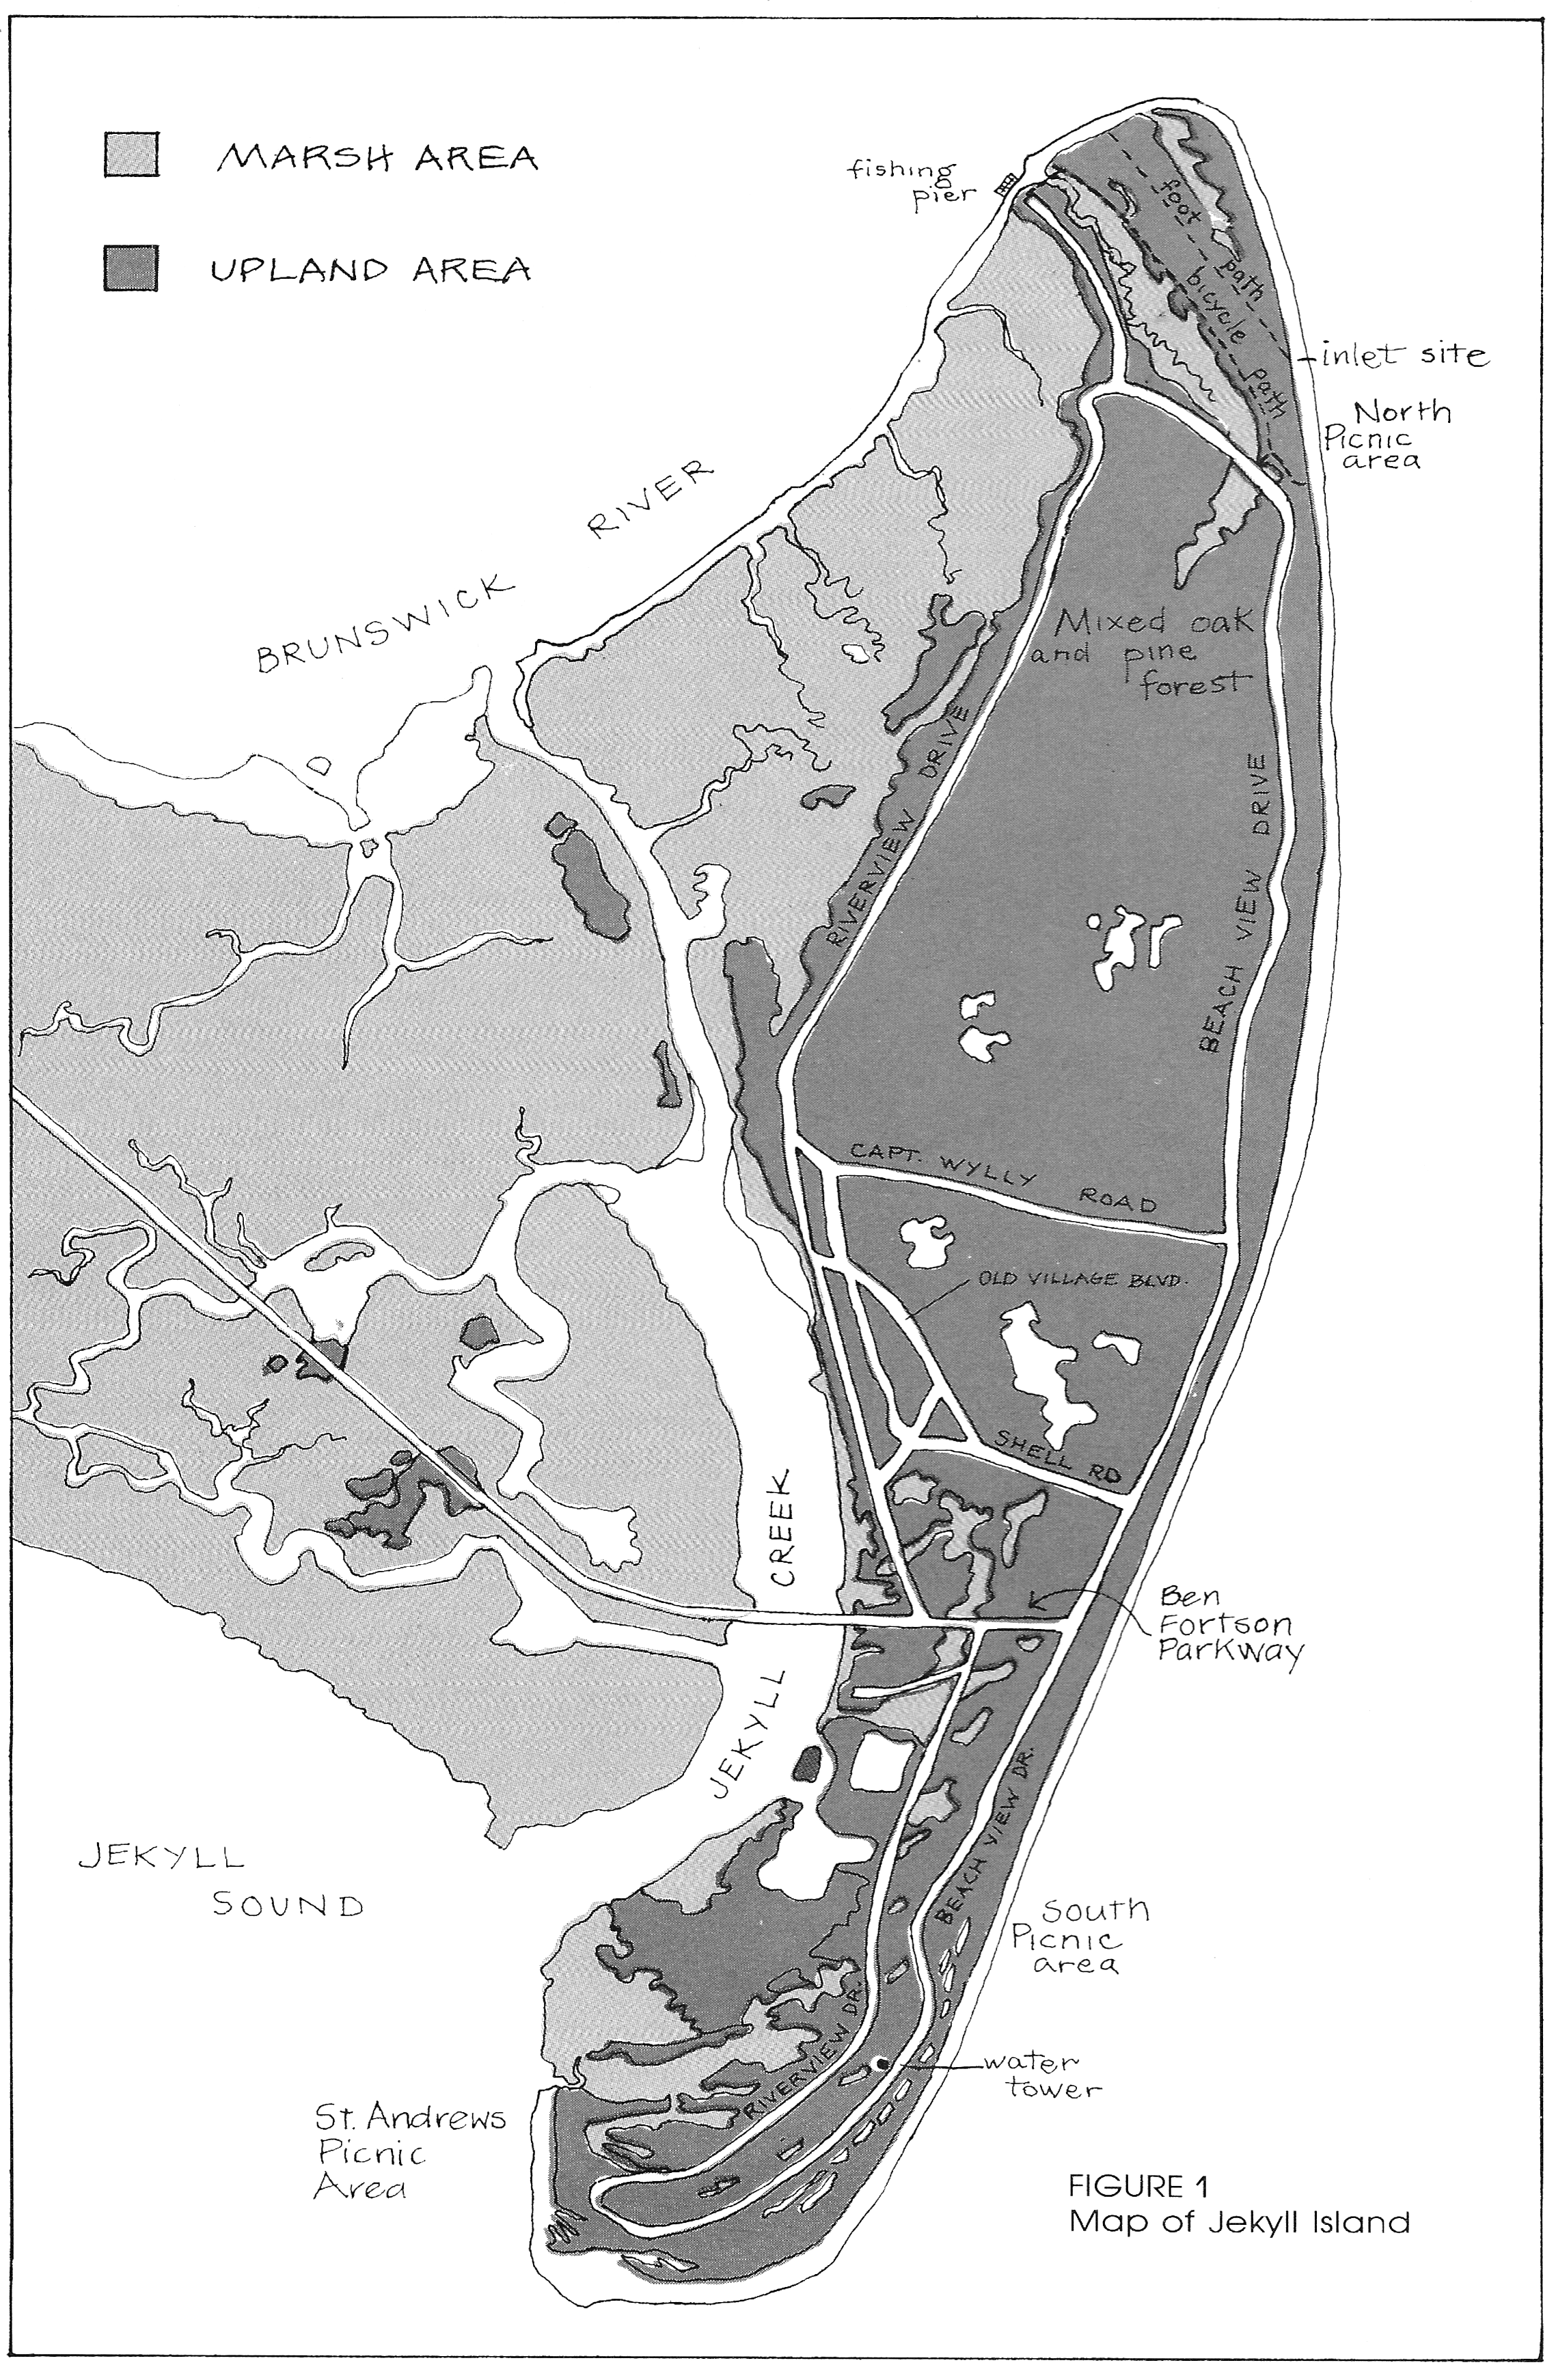 MARSH AREA
UPLAND AREA
fishing
pier
foot
path
bicycle
path
inlet site
North
Picnic
area
BRUNSWICK RIVER
Mixed oak
and pine
forest
RIVERVIEW DRIVE
BEACH VIEW DRIVE
CAPT. WYLLY ROAD
OLD VILLAGE BLVD.
SHELL RD
Ben
Fortson
Parkway
JEKYLL CREEK
BEACH VIEW DR.
JEKYLL
SOUND
South
Picnic
area
RIVERVIEW DR.
water
tower
St. Andrews
Picnic
Area
FIGURE 1
Map of Jekyll Island